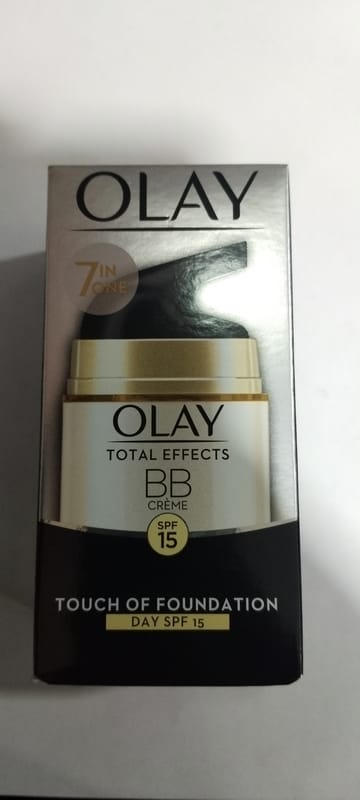 OLAY
7 IN
ONE
OLAY
TOTAL EFFECTS
BB
CRÈME
SPF
15
TOUCH OF FOUNDATION
DAY SPF 15